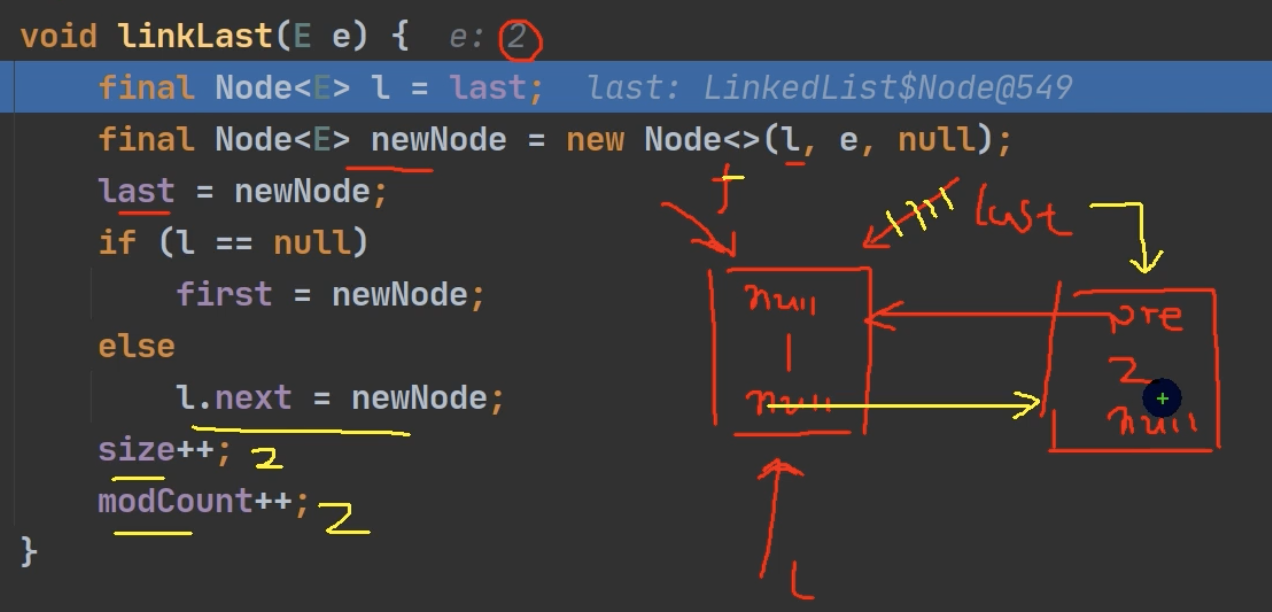 void linkLast(E e) {  e: 2
final Node<E> l = last;  last: LinkedList$Node@549
final Node<E> newNode = new Node<>(l, e, null);
last = newNode;
if (l == null)
first = newNode;
else
l.next = newNode;
size++; 2
modCount++; 2
}
f
last
null
1
null
pre
2
null
L